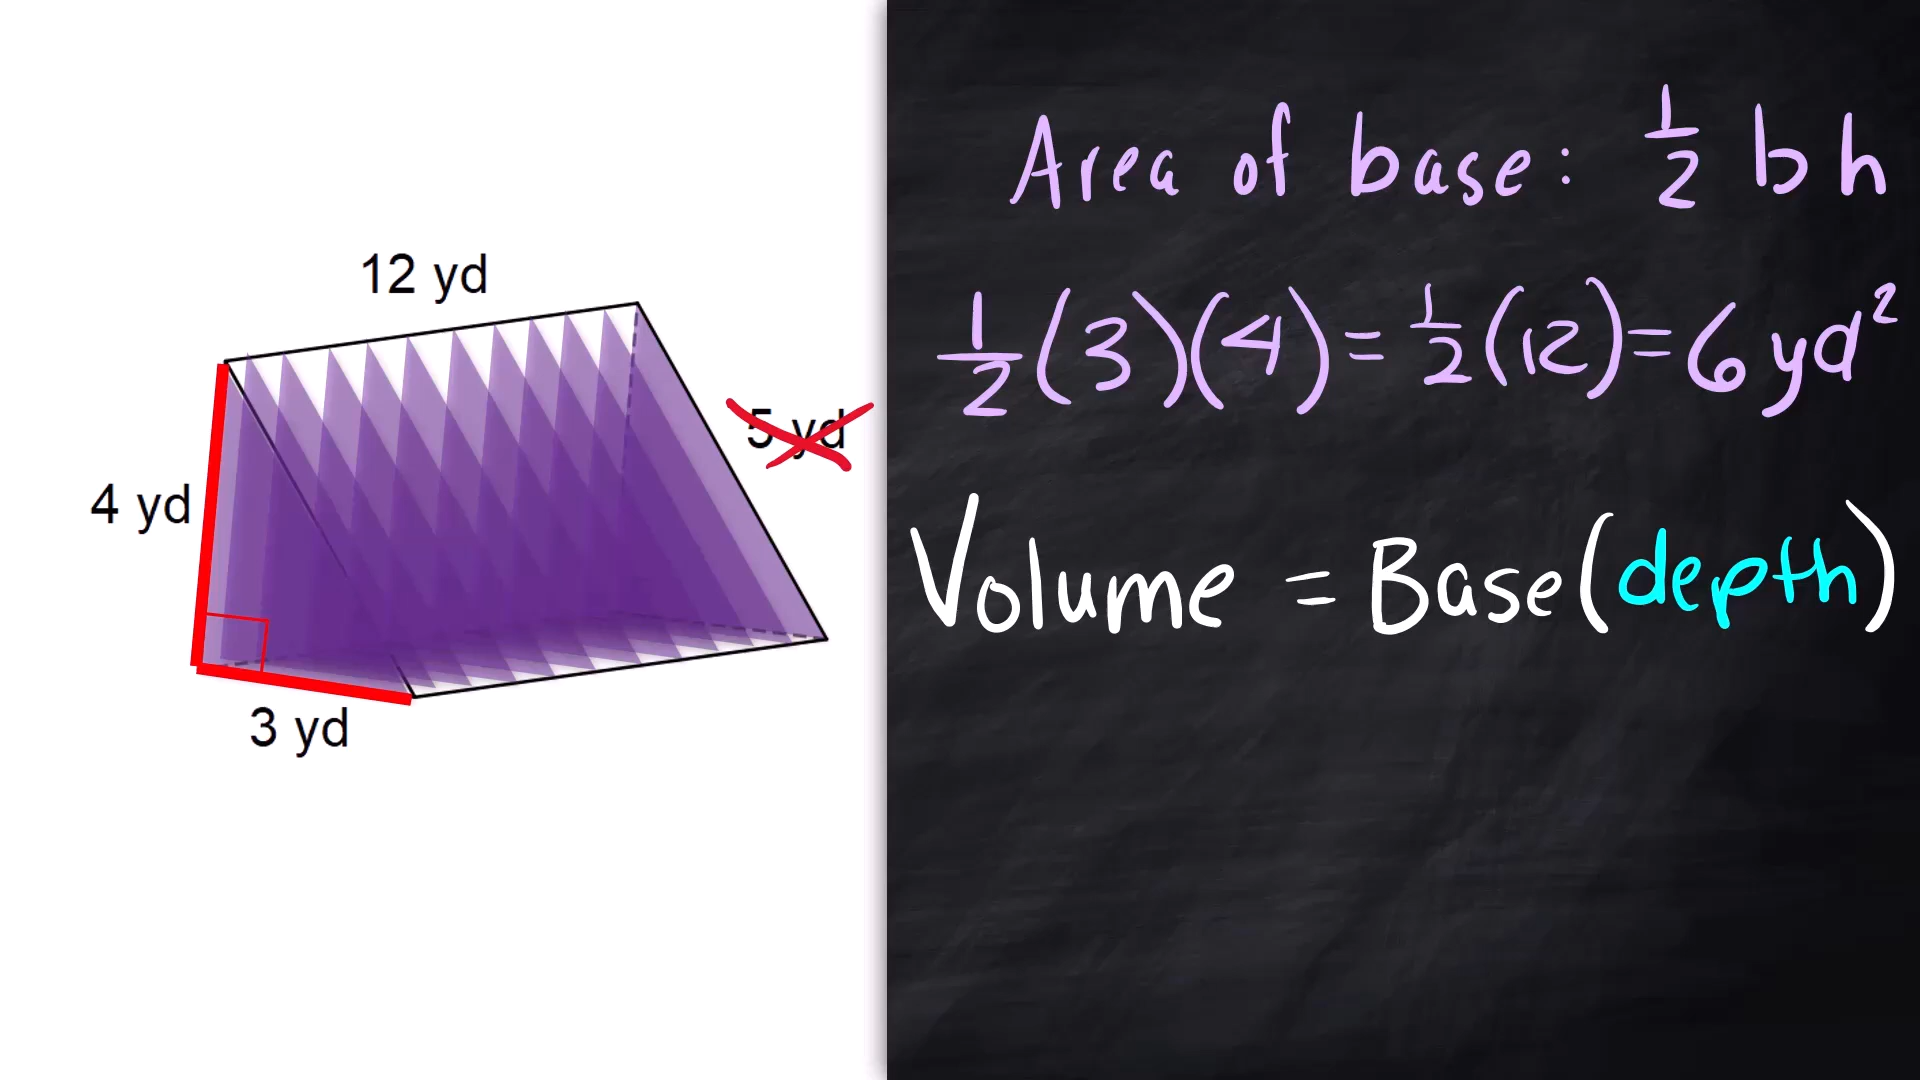 12 yd
5 yd
4 yd
3 yd
Area of base: 1/2 b h
1/2 (3)(4) = 1/2 (12) = 6 yd²
Volume = Base(depth)